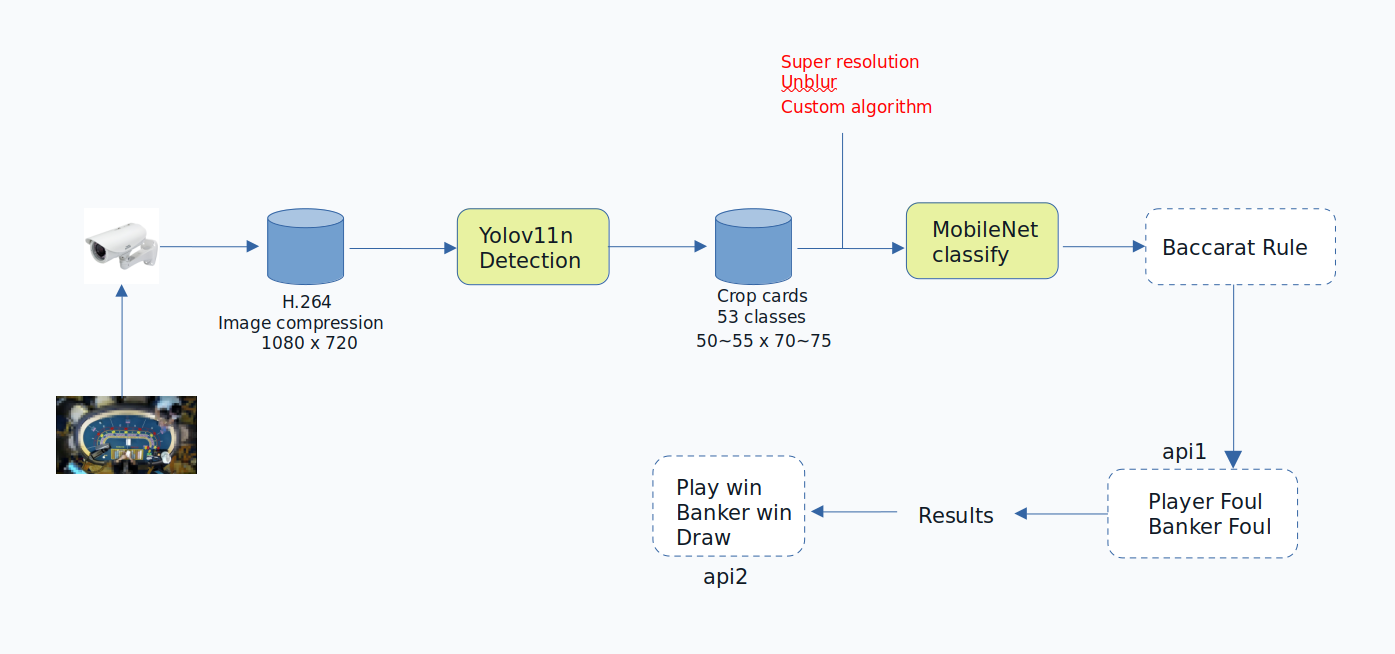 Super resolution
Unblur
Custom algorithm
Yolov11n
Detection
MobileNet
classify
Baccarat Rule
H.264
Image compression
1080 x 720
Crop cards
53 classes
50~55 x 70~75
api1
Player Foul
Banker Foul
Results
Play win
Banker win
Draw
api2